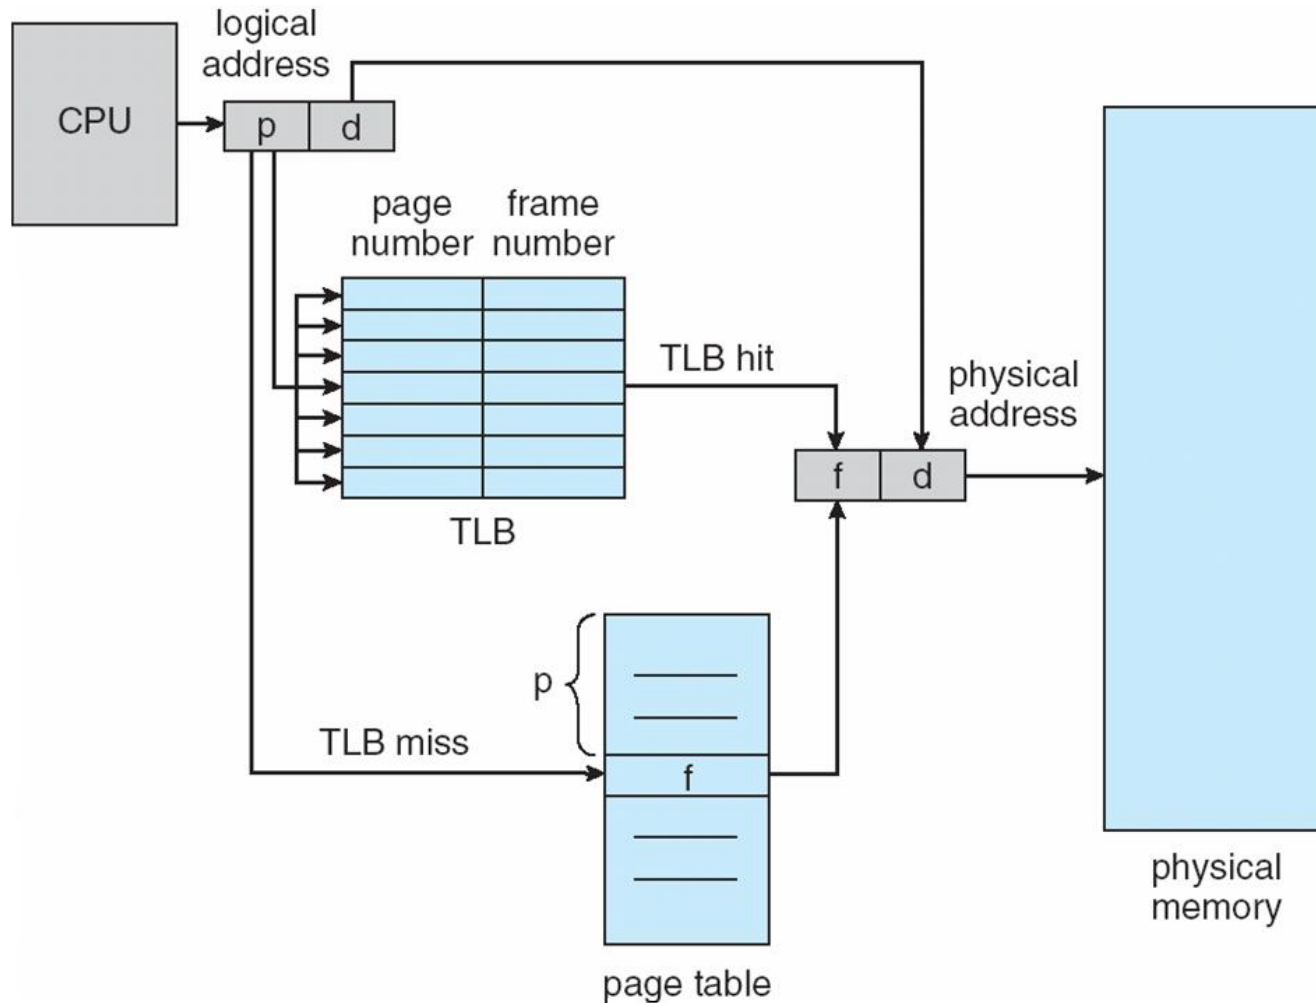 logical
address
CPU
p
d
page
number
frame
number
TLB hit
physical
address
f
d
TLB
p
TLB miss
f
physical
memory
page table